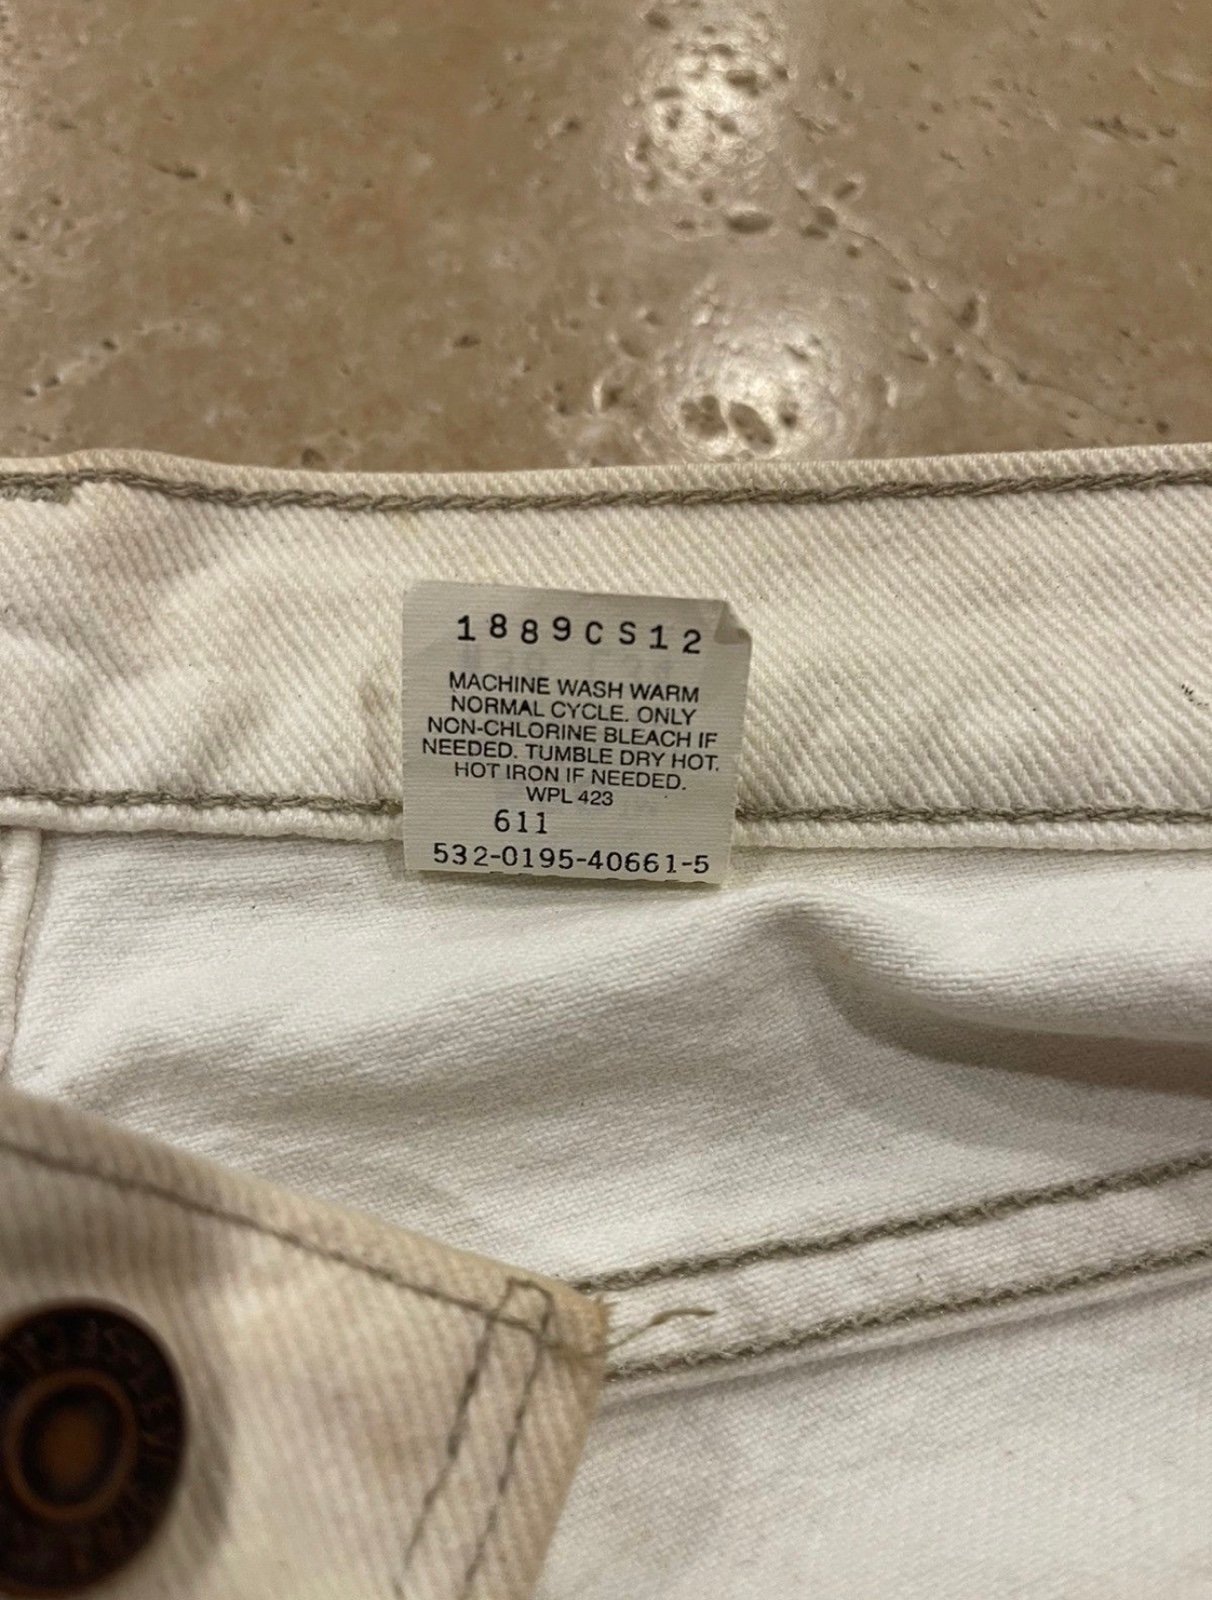 1889CS12
MACHINE WASH WARM
NORMAL CYCLE. ONLY
NON-CHLORINE BLEACH IF
NEEDED. TUMBLE DRY HOT.
HOT IRON IF NEEDED.
WPL 423
611
532-0195-40661-5